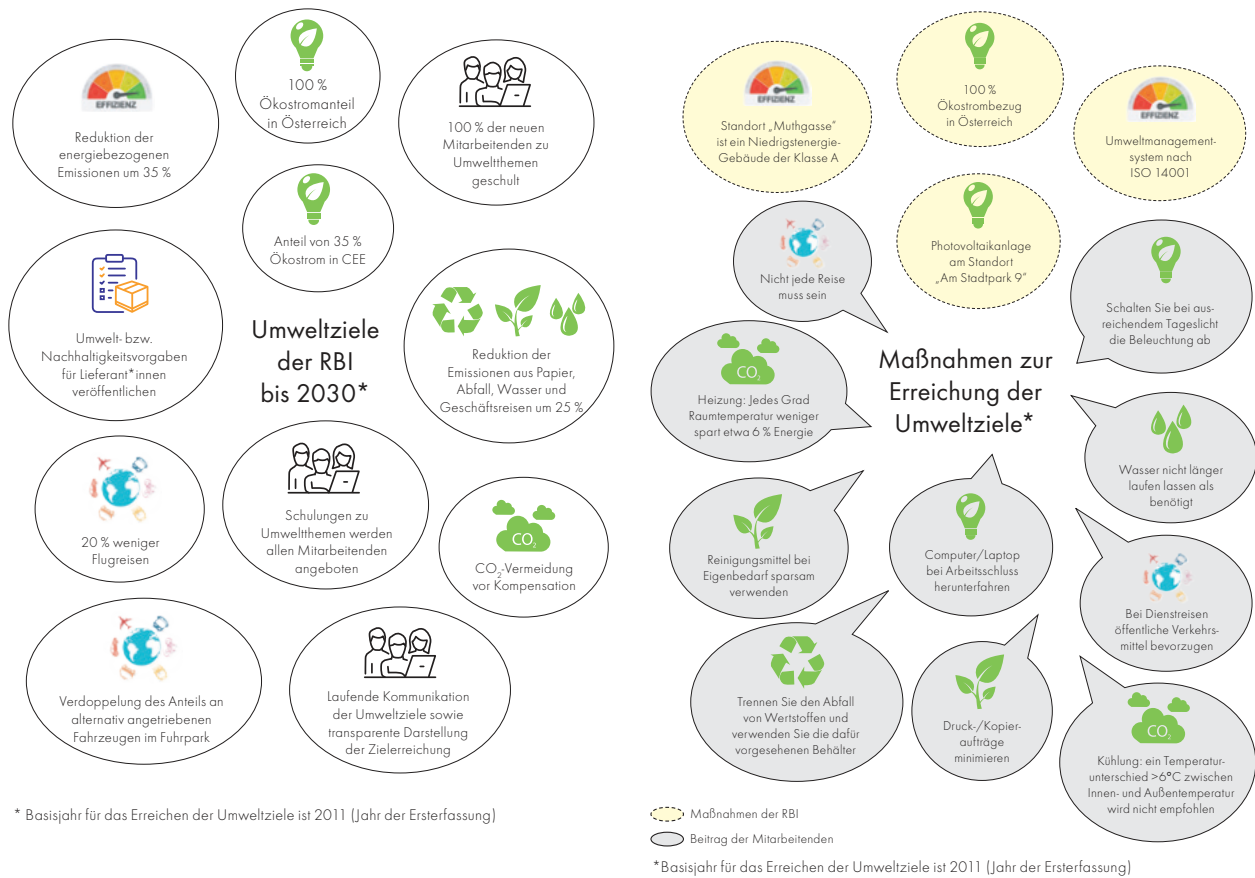 EFFIZIENZ
Reduktion der
energiebezogenen
Emissionen um 35 %
100 %
Ökostromanteil
in Österreich
100 % der neuen
Mitarbeitenden zu
Umweltthemen
geschult
Anteil von 35 %
Ökostrom in CEE
Umwelt- bzw.
Nachhaltigkeitsvorgaben
für Lieferant*innen
veröffentlichen
Umweltziele
der RBI
bis 2030*
Reduktion der
Emissionen aus Papier,
Abfall, Wasser und
Geschäftsreisen um 25 %
20 % weniger
Flugreisen
Schulungen zu
Umweltthemen werden
allen Mitarbeitenden
angeboten
CO₂
CO₂-Vermeidung
vor Kompensation
Verdoppelung des Anteils an
alternativ angetriebenen
Fahrzeugen im Fuhrpark
Laufende Kommunikation
der Umweltziele sowie
transparente Darstellung
der Zielerreichung
* Basisjahr für das Erreichen der Umweltziele ist 2011 (Jahr der Ersterfassung)
EFFIZIENZ
Standort „Muthgasse"
ist ein Niedrigstenergie-
Gebäude der Klasse A
100 %
Ökostrombezug
in Österreich
EFFIZIENZ
Umweltmanagement-
system nach
ISO 14001
Nicht jede Reise
muss sein
Photovoltaikanlage
am Standort
„Am Stadtpark 9"
Schalten Sie bei aus-
reichendem Tageslicht
die Beleuchtung ab
CO₂
Heizung: Jedes Grad
Raumtemperatur weniger
spart etwa 6 % Energie
Maßnahmen zur
Erreichung der
Umweltziele*
Wasser nicht länger
laufen lassen als
benötigt
Reinigungsmittel bei
Eigenbedarf sparsam
verwenden
Computer/Laptop
bei Arbeitsschluss
herunterfahren
Bei Dienstreisen
öffentliche Verkehrs-
mittel bevorzugen
Trennen Sie den Abfall
von Wertstoffen und
verwenden Sie die dafür
vorgesehenen Behälter
Druck-/Kopier-
aufträge
minimieren
CO₂
Kühlung: ein Temperatur-
unterschied >6°C zwischen
Innen- und Außentemperatur
wird nicht empfohlen
Maßnahmen der RBI
Beitrag der Mitarbeitenden
*Basisjahr für das Erreichen der Umweltziele ist 2011 (Jahr der Ersterfassung)